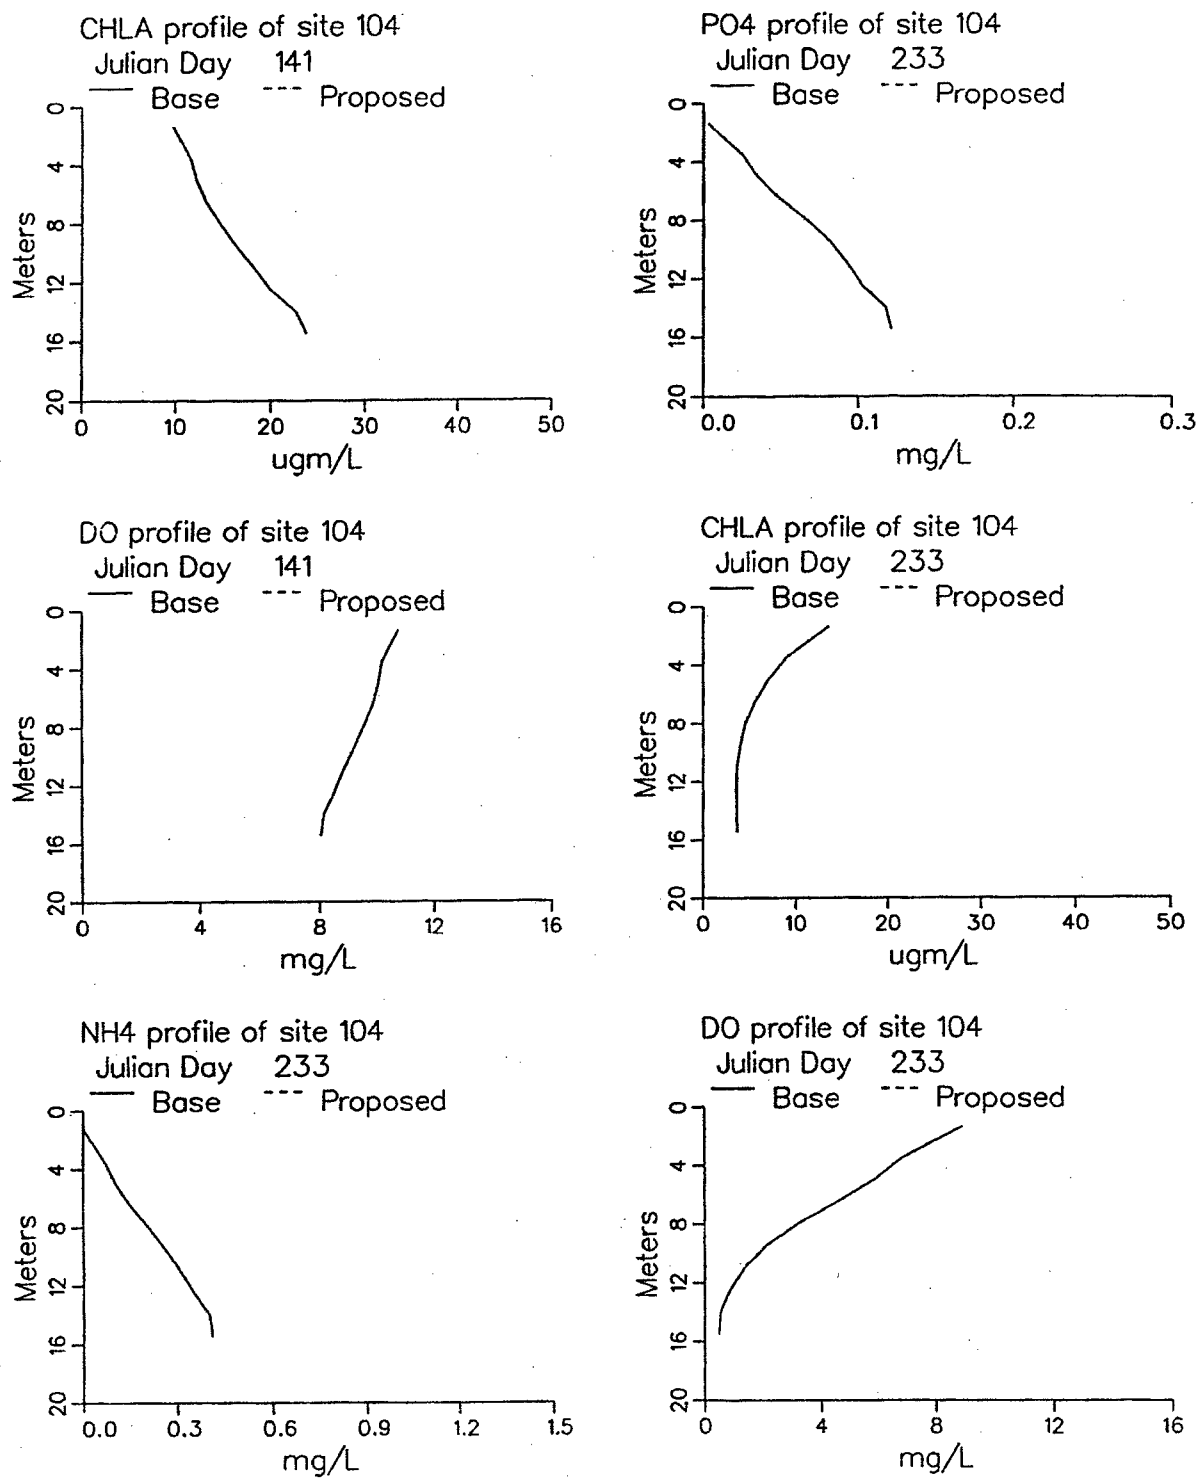 CHLA profile of site 104
Julian Day 141
Base Proposed
0
4
8
12
16
20
Meters
0 10 20 30 40 50
ugm/L
PO4 profile of site 104
Julian Day 233
Base Proposed
0
4
8
12
16
20
Meters
0.0 0.1 0.2 0.3
mg/L
DO profile of site 104
Julian Day 141
Base Proposed
0
4
8
12
16
20
Meters
0 4 8 12 16
mg/L
CHLA profile of site 104
Julian Day 233
Base Proposed
0
4
8
12
16
20
Meters
0 10 20 30 40 50
ugm/L
NH4 profile of site 104
Julian Day 233
Base Proposed
0
4
8
12
16
20
Meters
0.0 0.3 0.6 0.9 1.2 1.5
mg/L
DO profile of site 104
Julian Day 233
Base Proposed
0
4
8
12
16
20
Meters
0 4 8 12 16
mg/L